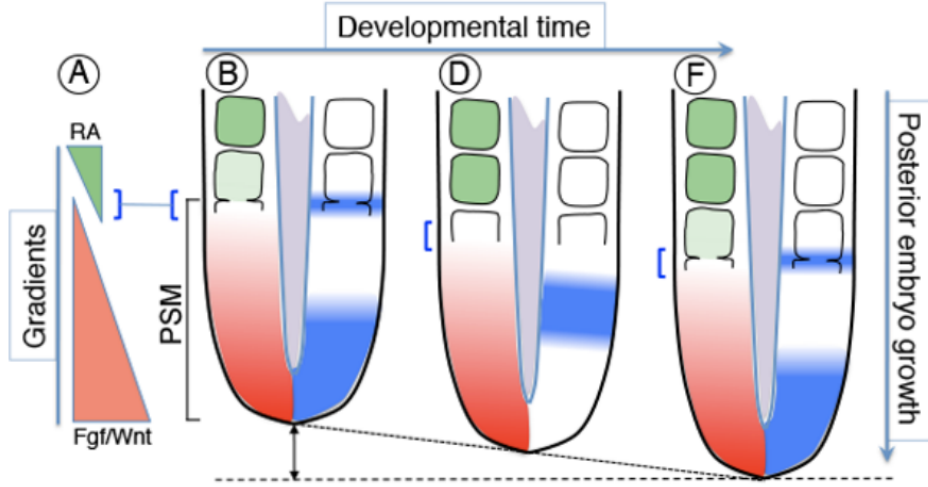 Developmental time
A
B
D
F
RA
Gradients
PSM
Fgf/Wnt
Posterior embryo growth